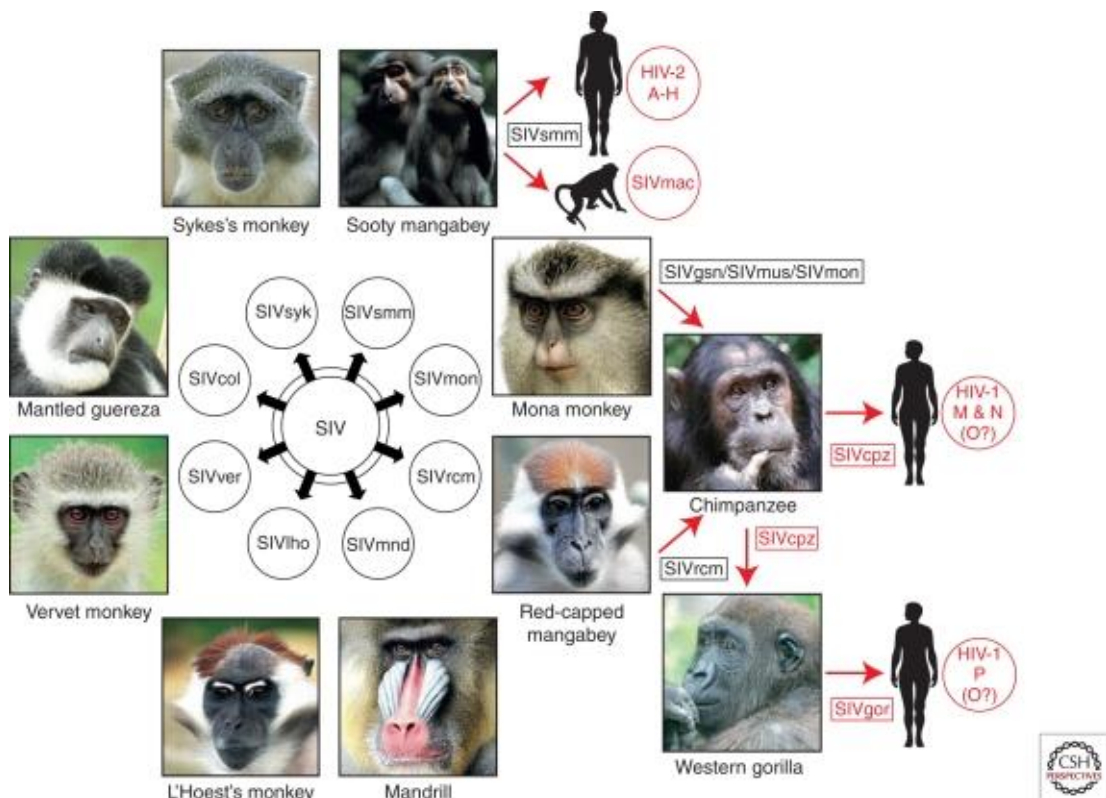 HIV-2
A-H
SIVsmm
SIVmac
Sykes's monkey
Sooty mangabey
SIVgsn/SIVmus/SIVmon
SIVsyk
SIVsmm
SIVcol
SIVmon
Mantled guereza
Mona monkey
SIV
HIV-1
M & N
(O?)
SIVcpz
SIVver
SIVrcm
Chimpanzee
SIVlho
SIVmnd
SIVcpz
SIVrcm
Vervet monkey
Red-capped
mangabey
HIV-1
P
(O?)
SIVgor
Western gorilla
L'Hoest's monkey
Mandrill
CSH
PERSPECTIVES